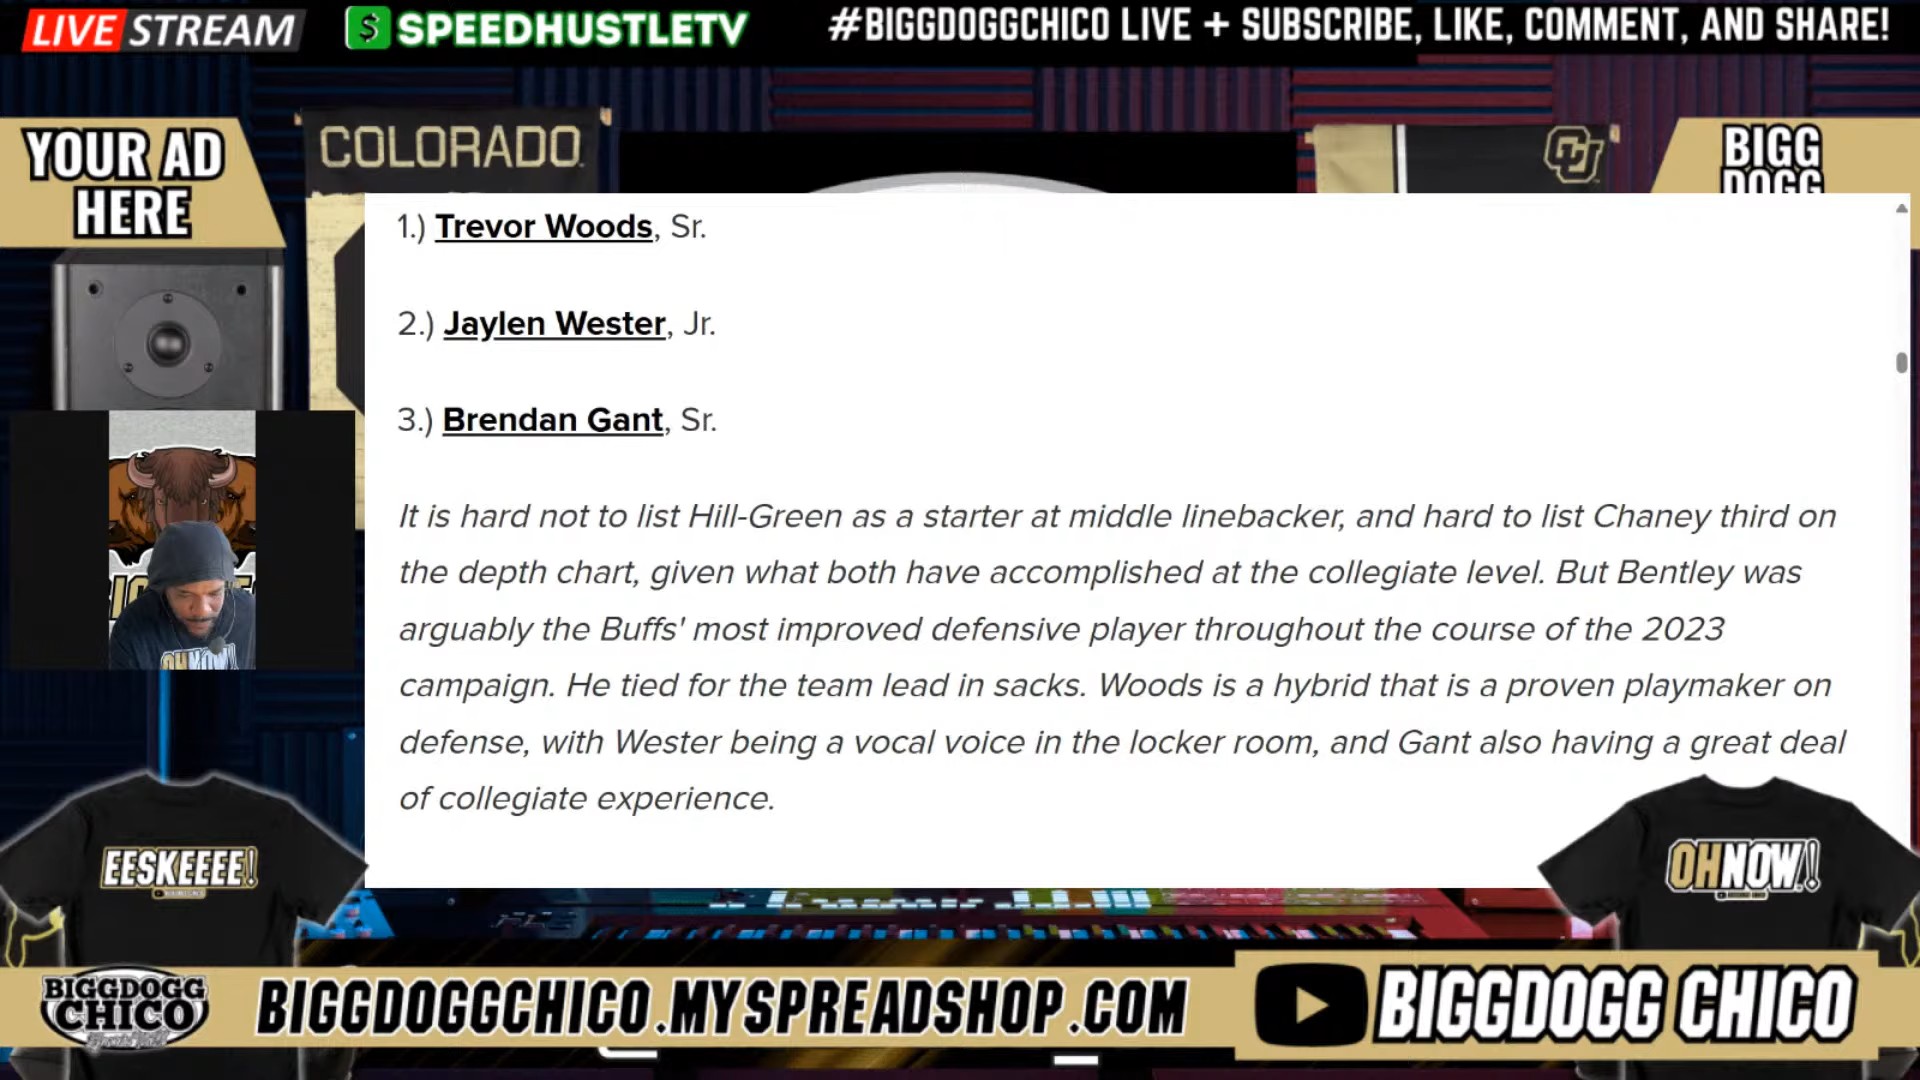 LIVE STREAM
$ SPEEDHUSTLETV
#BIGGDOGGCHICO LIVE + SUBSCRIBE, LIKE, COMMENT, AND SHARE!
YOUR AD
HERE
COLORADO
CU
BIGG
DOGG
1.) Trevor Woods, Sr.
2.) Jaylen Wester, Jr.
3.) Brendan Gant, Sr.
It is hard not to list Hill-Green as a starter at middle linebacker, and hard to list Chaney third on
the depth chart, given what both have accomplished at the collegiate level. But Bentley was
arguably the Buffs' most improved defensive player throughout the course of the 2023
campaign. He tied for the team lead in sacks. Woods is a hybrid that is a proven playmaker on
defense, with Wester being a vocal voice in the locker room, and Gant also having a great deal
of collegiate experience.
OHNOW!
EESKEEEE!
OHNOW!
BIGGDOGG
CHICO
BIGGDOGGCHICO.MYSPREADSHOP.COM
BIGGDOGG CHICO